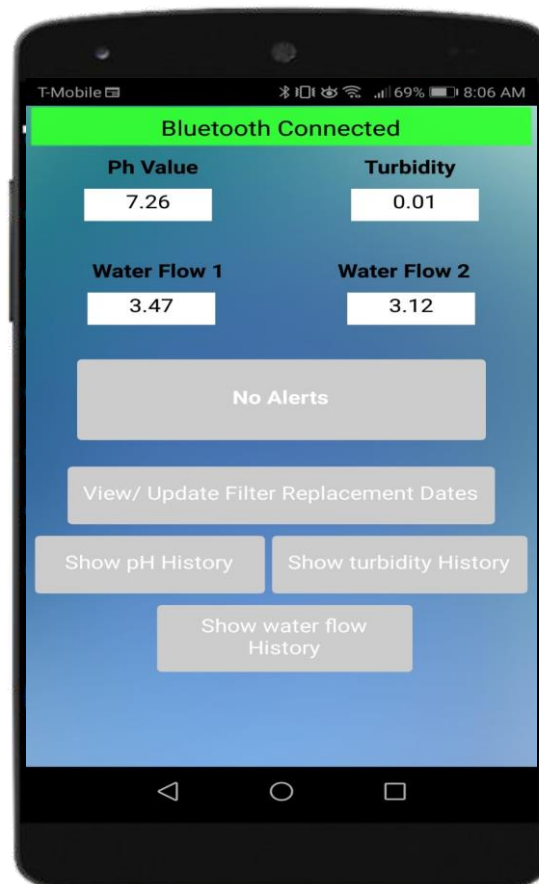 T-Mobile 69% 8:06 AM
Bluetooth Connected
Ph Value Turbidity
7.26 0.01
Water Flow 1 Water Flow 2
3.47 3.12
No Alerts
View/ Update Filter Replacement Dates
Show pH History Show turbidity History
Show water flow
History